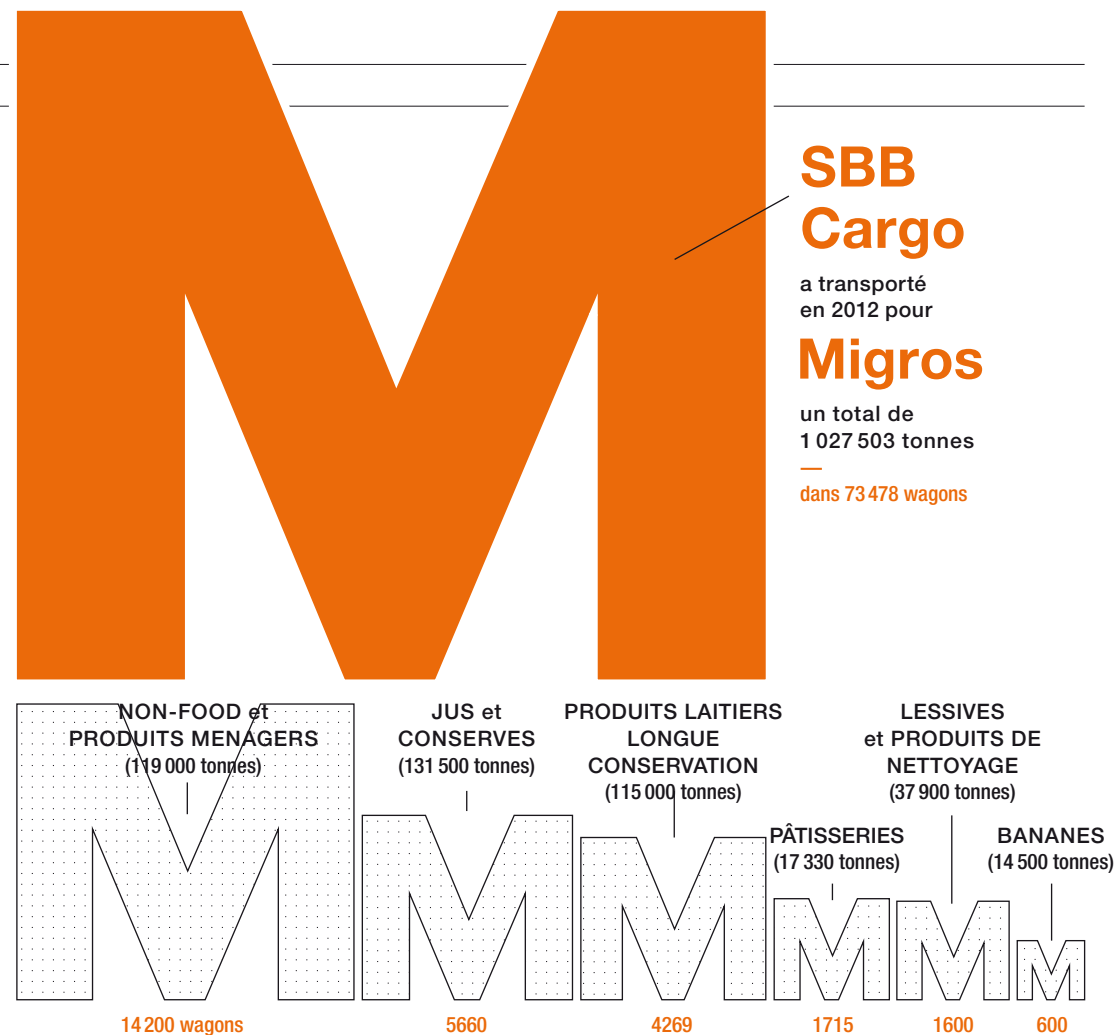 SBB
Cargo
a transporté
en 2012 pour
Migros
un total de
1 027 503 tonnes
—
dans 73 478 wagons
NON-FOOD et
PRODUITS MENAGERS
(119 000 tonnes)
JUS et
CONSERVES
(131 500 tonnes)
PRODUITS LAITIERS
LONGUE
CONSERVATION
(115 000 tonnes)
PÂTISSERIES
(17 330 tonnes)
LESSIVES
et PRODUITS DE
NETTOYAGE
(37 900 tonnes)
BANANES
(14 500 tonnes)
14 200 wagons
5660
4269
1715
1600
600